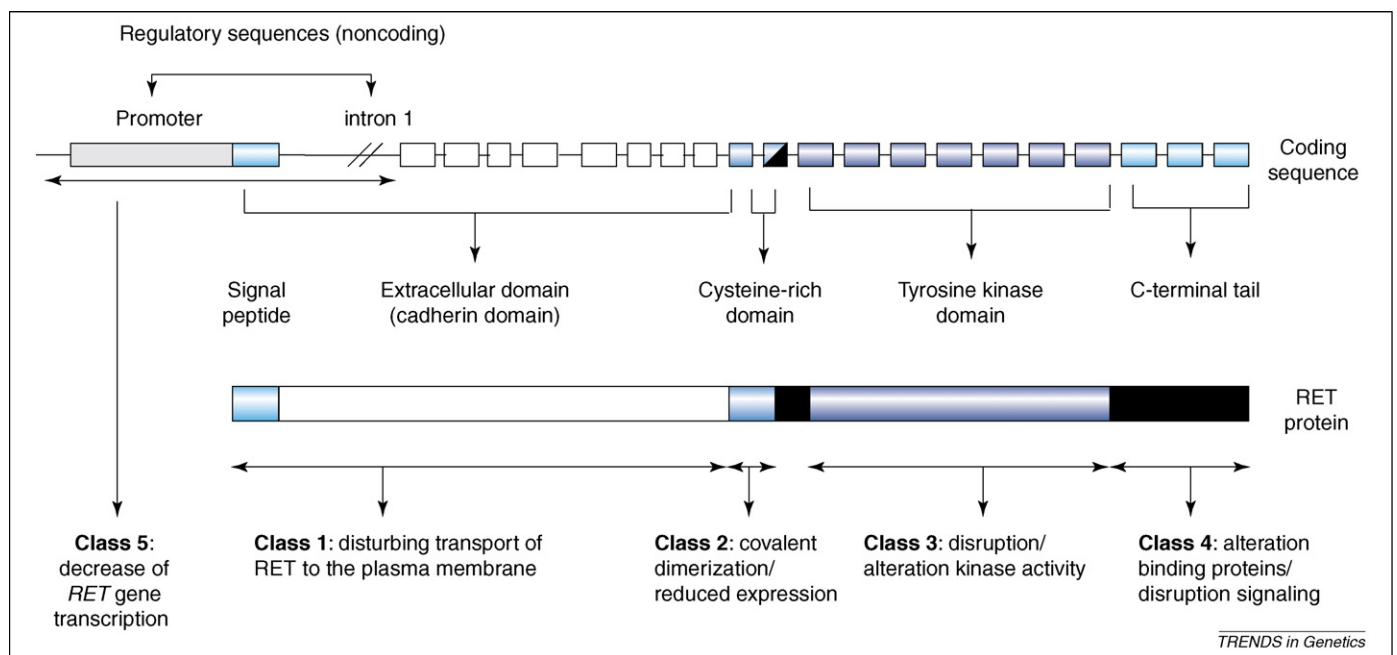 Regulatory sequences (noncoding)
Promoter
intron 1
Coding
sequence
Signal
peptide
Extracellular domain
(cadherin domain)
Cysteine-rich
domain
Tyrosine kinase
domain
C-terminal tail
RET
protein
Class 5:
decrease of
RET gene
transcription
Class 1: disturbing transport of
RET to the plasma membrane
Class 2: covalent
dimerization/
reduced expression
Class 3: disruption/
alteration kinase activity
Class 4: alteration
binding proteins/
disruption signaling
TRENDS in Genetics